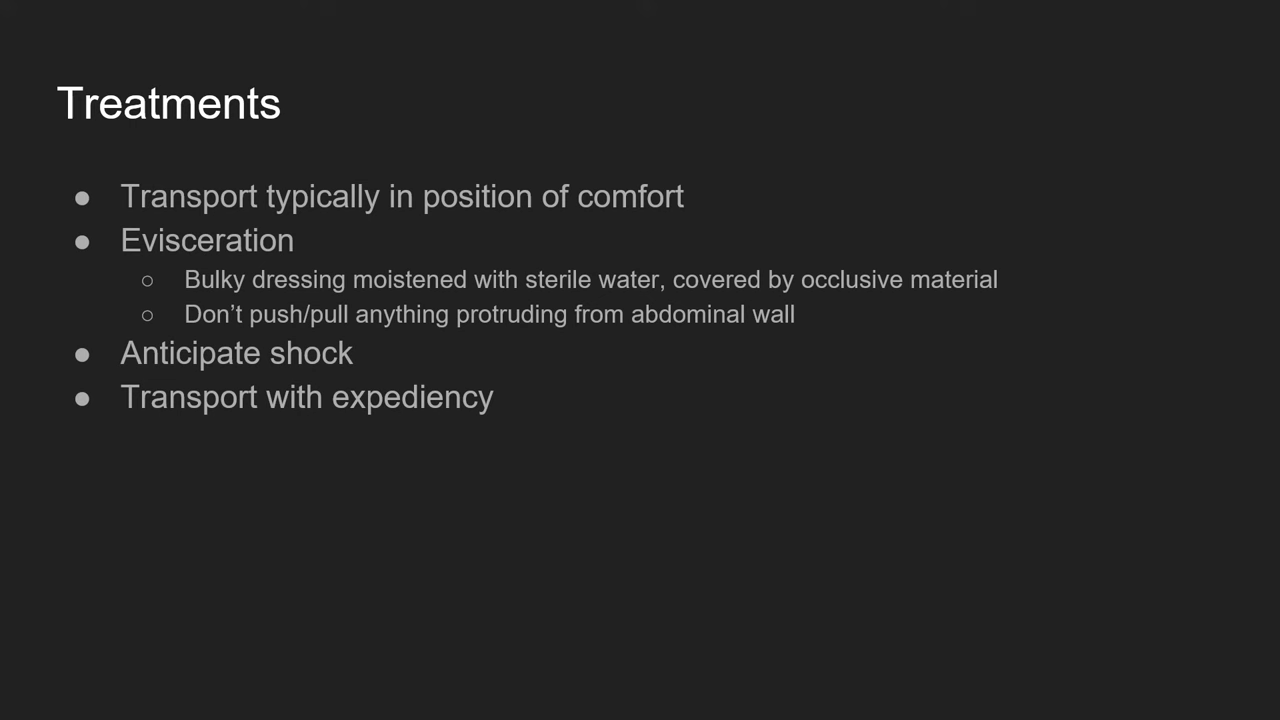 Treatments
● Transport typically in position of comfort
● Evisceration
○ Bulky dressing moistened with sterile water, covered by occlusive material
○ Don’t push/pull anything protruding from abdominal wall
● Anticipate shock
● Transport with expediency